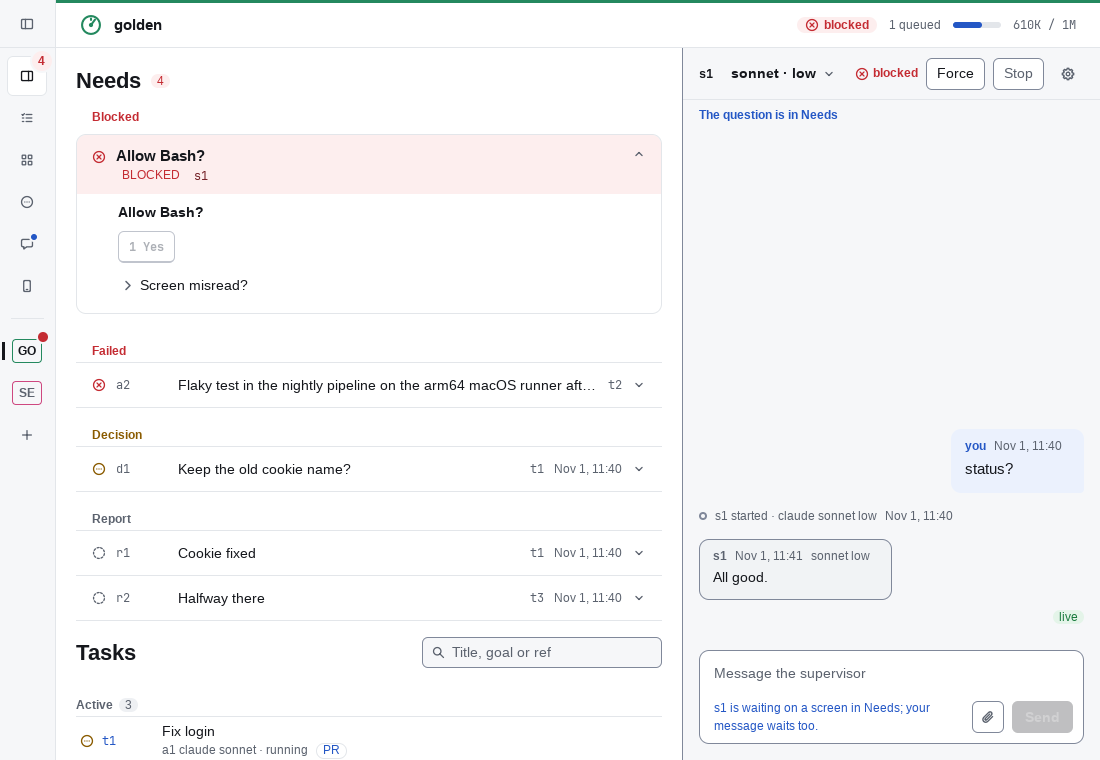 golden
blocked
1 queued
610K / 1M
4
GO
SE
Needs 4
Blocked
Allow Bash?
BLOCKED s1
Allow Bash?
1 Yes
Screen misread?
Failed
a2 Flaky test in the nightly pipeline on the arm64 macOS runner aft… t2
Decision
d1 Keep the old cookie name? t1 Nov 1, 11:40
Report
r1 Cookie fixed t1 Nov 1, 11:40
r2 Halfway there t3 Nov 1, 11:40
Tasks
Title, goal or ref
Active 3
t1 Fix login
a1 claude sonnet · running PR
s1 sonnet · low blocked Force Stop
The question is in Needs
you Nov 1, 11:40
status?
s1 started · claude sonnet low Nov 1, 11:40
s1 Nov 1, 11:41 sonnet low
All good.
live
Message the supervisor
s1 is waiting on a screen in Needs; your
message waits too.
Send